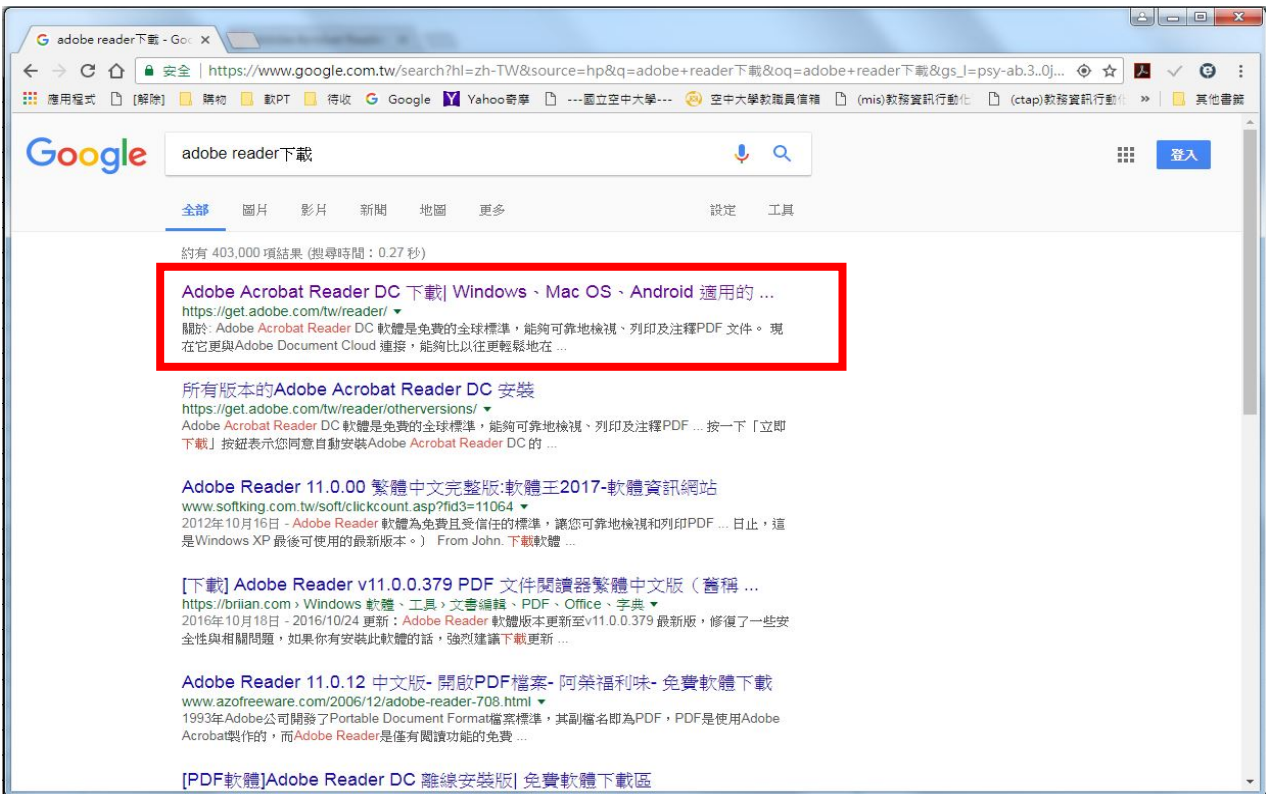 adobe reader下載 - Goo
安全 | https://www.google.com.tw/search?hl=zh-TW&source=hp&q=adobe+reader下載&oq=adobe+reader下載&gs_l=psy-ab.3..0j...
應用程式 [解除] 購物 歡PT 待收 Google Yahoo奇摩 ---國立空中大學--- 空中大學教職員信箱 (mis)教務資訊行動化 (ctap)教務資訊行動化 » 其他書籤
Google adobe reader下載 登入
全部 圖片 影片 新聞 地圖 更多 設定 工具
約有 403,000 項結果 (搜尋時間：0.27 秒)
Adobe Acrobat Reader DC 下載| Windows、Mac OS、Android 適用的 ...
https://get.adobe.com/tw/reader/
關於: Adobe Acrobat Reader DC 軟體是免費的全球標準，能夠可靠地檢視、列印及注釋PDF 文件。 現
在它更與Adobe Document Cloud 連接，能夠比以往更輕鬆地在 ...
所有版本的Adobe Acrobat Reader DC 安裝
https://get.adobe.com/tw/reader/otherversions/
Adobe Acrobat Reader DC 軟體是免費的全球標準，能夠可靠地檢視、列印及注釋PDF ... 按一下「立即
下載」按鈕表示您同意自動安裝Adobe Acrobat Reader DC 的 ...
Adobe Reader 11.0.00 繁體中文完整版:軟體王2017-軟體資訊網站
www.softking.com.tw/soft/clickcount.asp?fid3=11064
2012年10月16日 - Adobe Reader 軟體為免費且受信任的標準，讓您可靠地檢視和列印PDF ... 日止，這
是Windows XP 最後可使用的最新版本。） From John. 下載軟體 ...
[下載] Adobe Reader v11.0.0.379 PDF 文件閱讀器繁體中文版（舊稱 ...
https://briian.com › Windows 軟體、工具 › 文書編輯、PDF、Office、字典
2016年10月18日 - 2016/10/24 更新：Adobe Reader 軟體版本更新至v11.0.0.379 最新版，修復了一些安
全性與相關問題，如果你有安裝此軟體的話，強烈建議下載更新 ...
Adobe Reader 11.0.12 中文版- 開啟PDF檔案- 阿榮福利味- 免費軟體下載
www.azofreeware.com/2006/12/adobe-reader-708.html
1993年Adobe公司開發了Portable Document Format檔案標準，其副檔名即為PDF，PDF是使用Adobe
Acrobat製作的，而Adobe Reader是僅有閱讀功能的免費 ...
[PDF軟體]Adobe Reader DC 離線安裝版| 免費軟體下載區